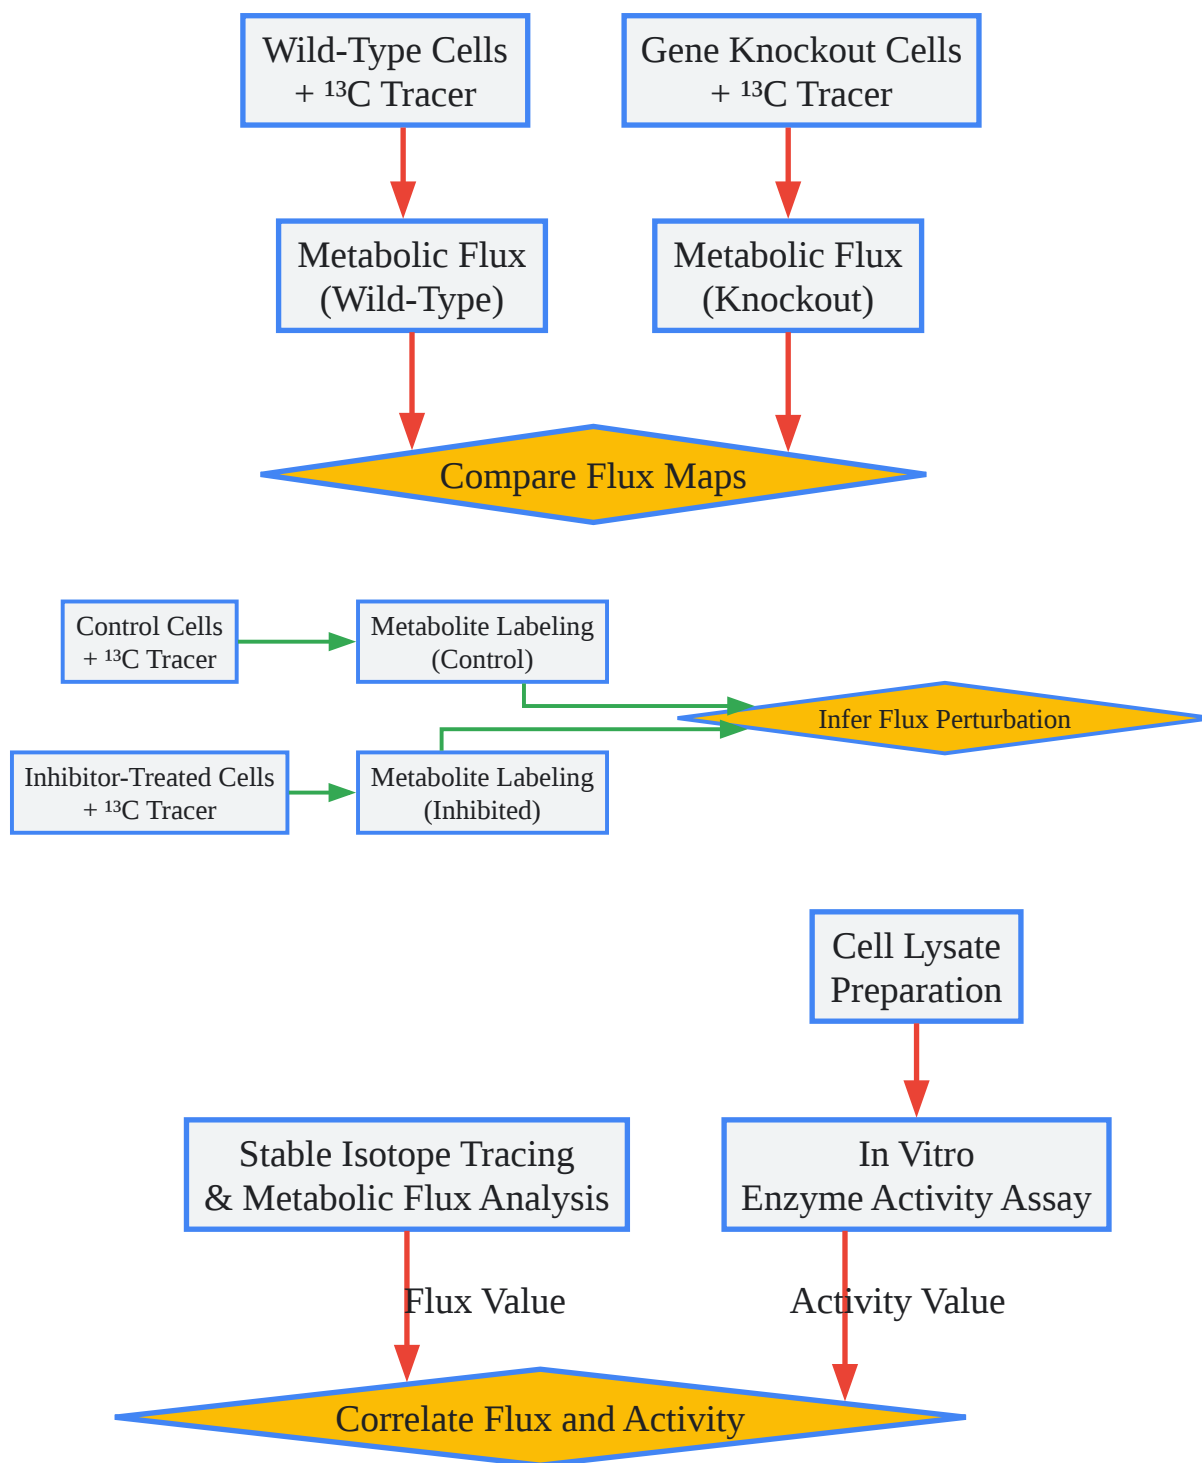 Wild-Type Cells
+ ¹³C Tracer
Gene Knockout Cells
+ ¹³C Tracer
Metabolic Flux
(Wild-Type)
Metabolic Flux
(Knockout)
Compare Flux Maps
Control Cells
+ ¹³C Tracer
Metabolite Labeling
(Control)
Infer Flux Perturbation
Inhibitor-Treated Cells
+ ¹³C Tracer
Metabolite Labeling
(Inhibited)
Cell Lysate
Preparation
Stable Isotope Tracing
& Metabolic Flux Analysis
In Vitro
Enzyme Activity Assay
Flux Value
Activity Value
Correlate Flux and Activity